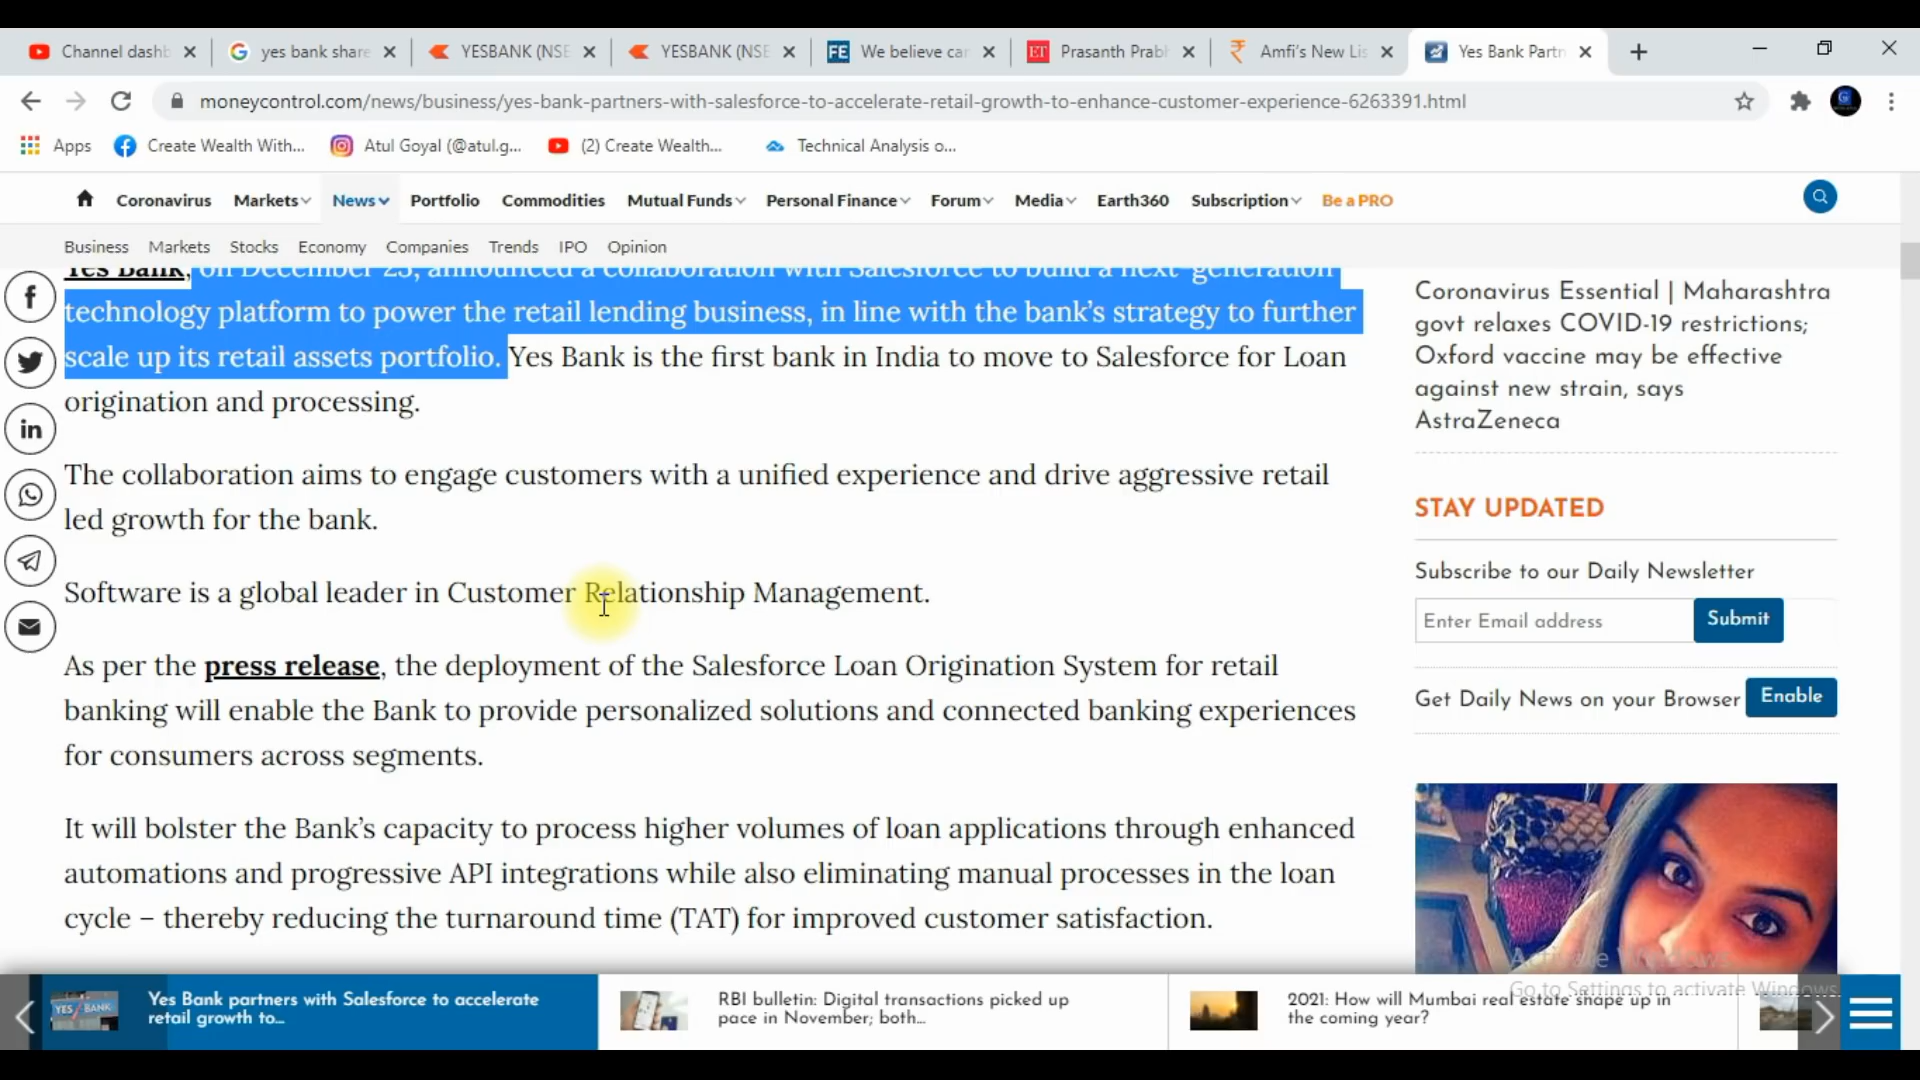 Channel dashb
yes bank share
YESBANK (NSE
YESBANK (NSE
We believe car
Prasanth Prabh
Amfi's New Lis
Yes Bank Partn
moneycontrol.com/news/business/yes-bank-partners-with-salesforce-to-accelerate-retail-growth-to-enhance-customer-experience-6263391.html
Apps
Create Wealth With...
Atul Goyal (@atul.g...
(2) Create Wealth...
Technical Analysis o...
Coronavirus
Markets
News
Portfolio
Commodities
Mutual Funds
Personal Finance
Forum
Media
Earth360
Subscription
Be a PRO
Business
Markets
Stocks
Economy
Companies
Trends
IPO
Opinion
Yes Bank, on December 23, announced a collaboration with Salesforce to build a next-generation
technology platform to power the retail lending business, in line with the bank's strategy to further
scale up its retail assets portfolio. Yes Bank is the first bank in India to move to Salesforce for Loan
origination and processing.
The collaboration aims to engage customers with a unified experience and drive aggressive retail
led growth for the bank.
Software is a global leader in Customer Relationship Management.
As per the press release, the deployment of the Salesforce Loan Origination System for retail
banking will enable the Bank to provide personalized solutions and connected banking experiences
for consumers across segments.
It will bolster the Bank's capacity to process higher volumes of loan applications through enhanced
automations and progressive API integrations while also eliminating manual processes in the loan
cycle – thereby reducing the turnaround time (TAT) for improved customer satisfaction.
Coronavirus Essential | Maharashtra
govt relaxes COVID-19 restrictions;
Oxford vaccine may be effective
against new strain, says
AstraZeneca
STAY UPDATED
Subscribe to our Daily Newsletter
Enter Email address
Submit
Get Daily News on your Browser
Enable
Activate Windows
Go to Settings to activate Windows.
YES BANK
Yes Bank partners with Salesforce to accelerate
retail growth to...
RBI bulletin: Digital transactions picked up
pace in November; both...
2021: How will Mumbai real estate shape up in
the coming year?